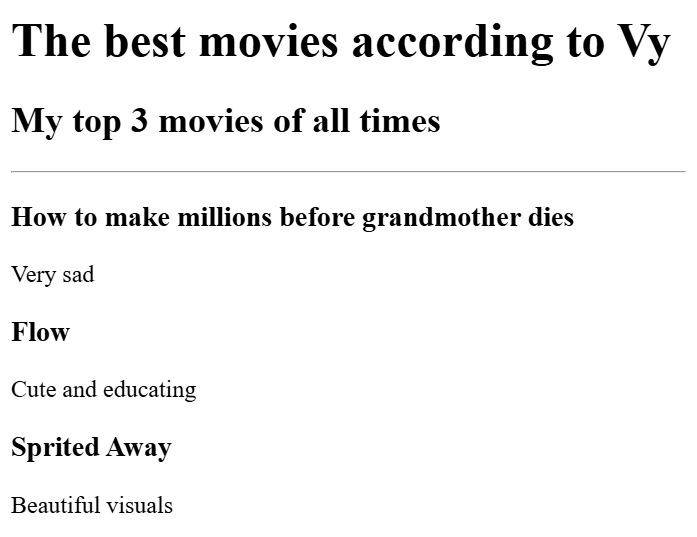 The best movies according to Vy
My top 3 movies of all times
How to make millions before grandmother dies
Very sad
Flow
Cute and educating
Sprited Away
Beautiful visuals